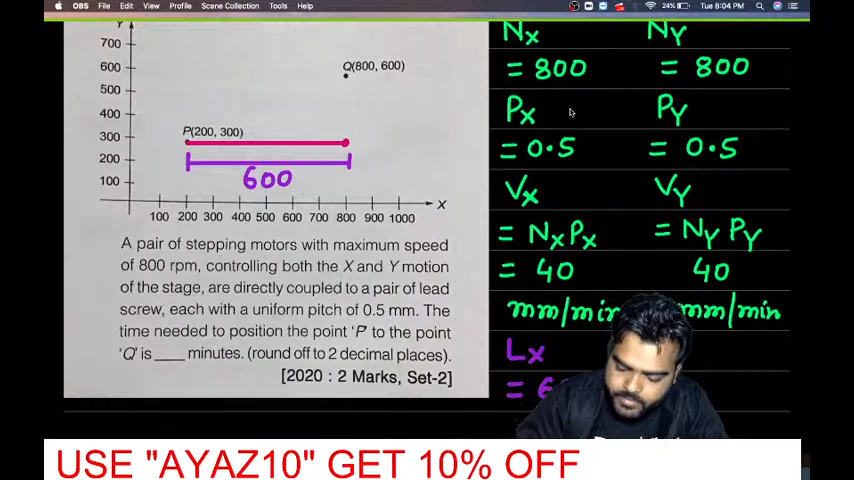 OBS File Edit View Profile Scene Collection Tools Help 24% Tue 8:04 PM
Y
700
600
500
400
300
200
100
Q(800, 600)
P(200, 300)
600
100 200 300 400 500 600 700 800 900 1000
X
A pair of stepping motors with maximum speed
of 800 rpm, controlling both the X and Y motion
of the stage, are directly coupled to a pair of lead
screw, each with a uniform pitch of 0.5 mm. The
time needed to position the point 'P' to the point
'Q' is ____ minutes. (round off to 2 decimal places).
[2020 : 2 Marks, Set-2]
Nx Ny
= 800 = 800
Px Py
= 0.5 = 0.5
Vx Vy
= Nx Px = Ny Py
= 40 40
mm/min mm/min
Lx
= 6
USE "AYAZ10" GET 10% OFF